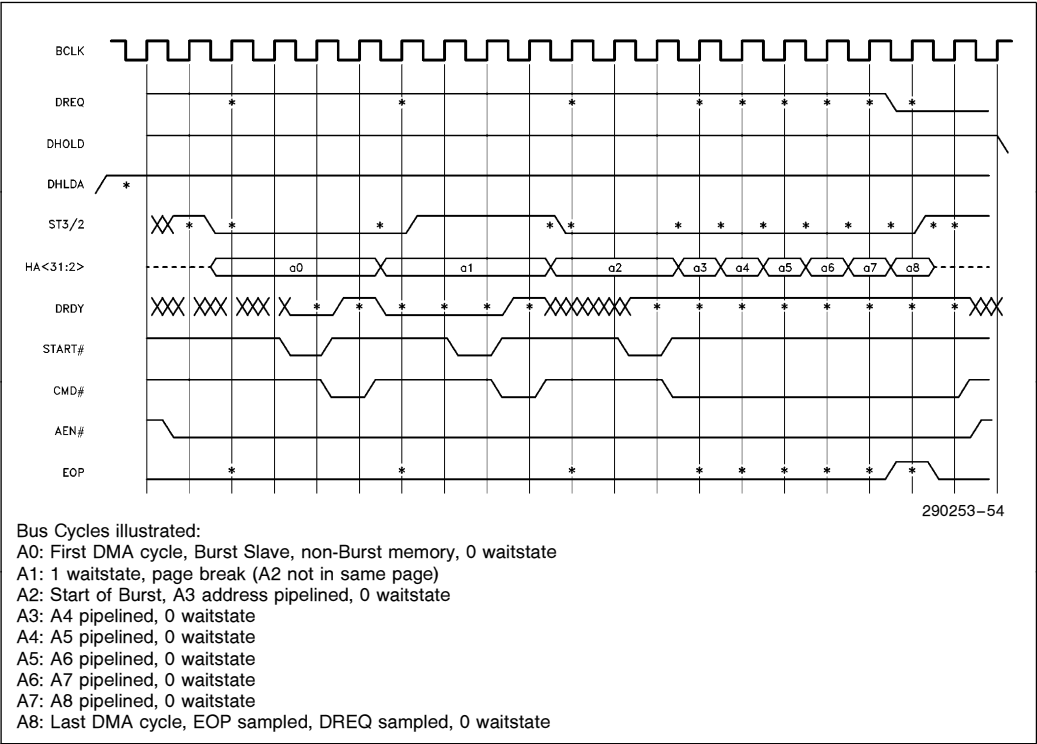 BCLK
DREQ
DHOLD
DHLDA
ST3/2
HA<31:2>
a0 a1 a2 a3 a4 a5 a6 a7 a8
DRDY
START#
CMD#
AEN#
EOP
290253–54
Bus Cycles illustrated:
A0: First DMA cycle, Burst Slave, non-Burst memory, 0 waitstate
A1: 1 waitstate, page break (A2 not in same page)
A2: Start of Burst, A3 address pipelined, 0 waitstate
A3: A4 pipelined, 0 waitstate
A4: A5 pipelined, 0 waitstate
A5: A6 pipelined, 0 waitstate
A6: A7 pipelined, 0 waitstate
A7: A8 pipelined, 0 waitstate
A8: Last DMA cycle, EOP sampled, DREQ sampled, 0 waitstate